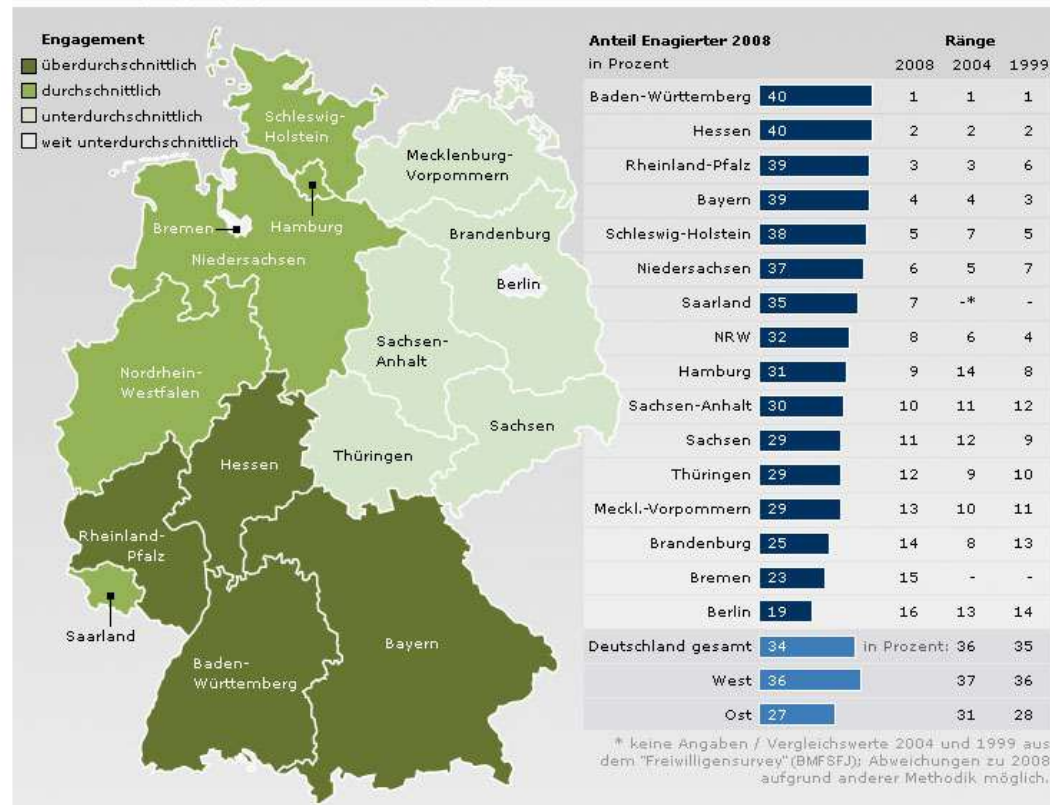 Engagement
überdurchschnittlich
durchschnittlich
unterdurchschnittlich
weit unterdurchschnittlich
Schleswig-
Holstein
Mecklenburg-
Vorpommern
Bremen
Hamburg
Niedersachsen
Brandenburg
Berlin
Sachsen-
Anhalt
Nordrhein-
Westfalen
Sachsen
Thüringen
Hessen
Rheinland-
Pfalz
Saarland
Bayern
Baden-
Württemberg
Anteil Enagierter 2008 Ränge
in Prozent 2008 2004 1999
Baden-Württemberg 40 1 1 1
Hessen 40 2 2 2
Rheinland-Pfalz 39 3 3 6
Bayern 39 4 4 3
Schleswig-Holstein 38 5 7 5
Niedersachsen 37 6 5 7
Saarland 35 7 -* -
NRW 32 8 6 4
Hamburg 31 9 14 8
Sachsen-Anhalt 30 10 11 12
Sachsen 29 11 12 9
Thüringen 29 12 9 10
Meckl.-Vorpommern 29 13 10 11
Brandenburg 25 14 8 13
Bremen 23 15 - -
Berlin 19 16 13 14
Deutschland gesamt 34 in Prozent: 36 35
West 36 37 36
Ost 27 31 28
* keine Angaben / Vergleichswerte 2004 und 1999 aus
dem "Freiwilligensurvey" (BMFSFJ); Abweichungen zu 2008
aufgrund anderer Methodik möglich.